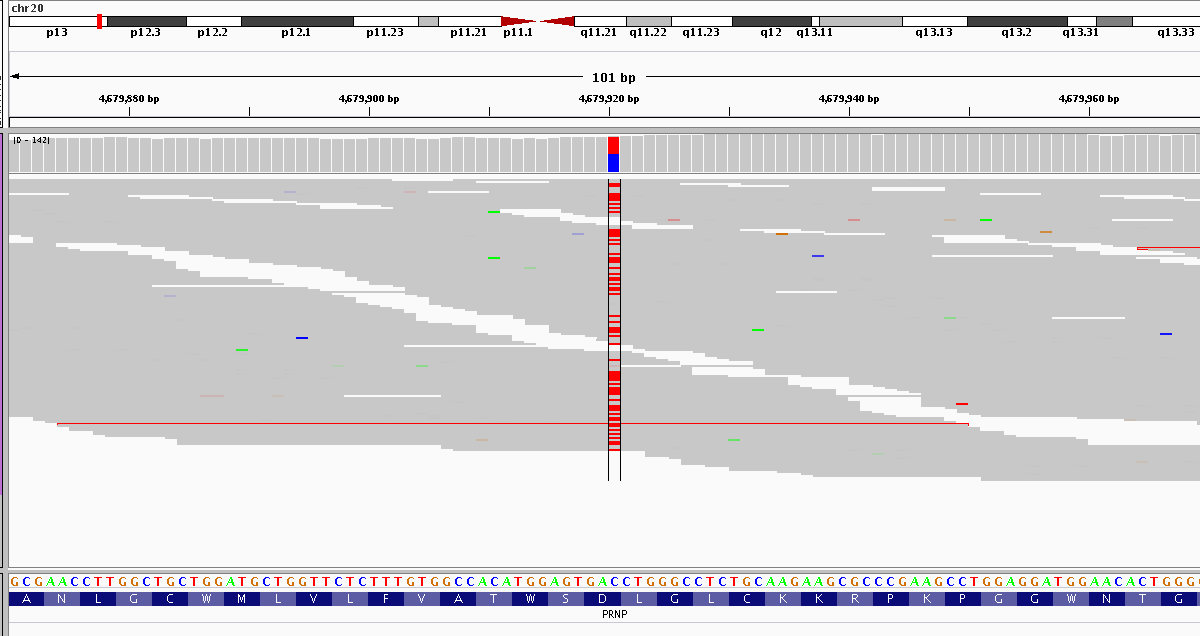 chr20
p13 p12.3 p12.2 p12.1 p11.23 p11.21 p11.1 q11.21 q11.22 q11.23 q12 q13.11 q13.13 q13.2 q13.31 q13.33
101 bp
4,679,880 bp 4,679,900 bp 4,679,920 bp 4,679,940 bp 4,679,960 bp
[0 - 142]
GCGAACCTTGGCTGCTGGATGCTGGTTCTCTTTGTGGCCACATGGAGTGACCTGGGCCTCTGCAAGAAGCGCCCGAAGCCTGGAGGATGGAACACTGGG
A N L G C W M L V L F V A T W S D L G L C K K R P K P G G W N T G
PRNP